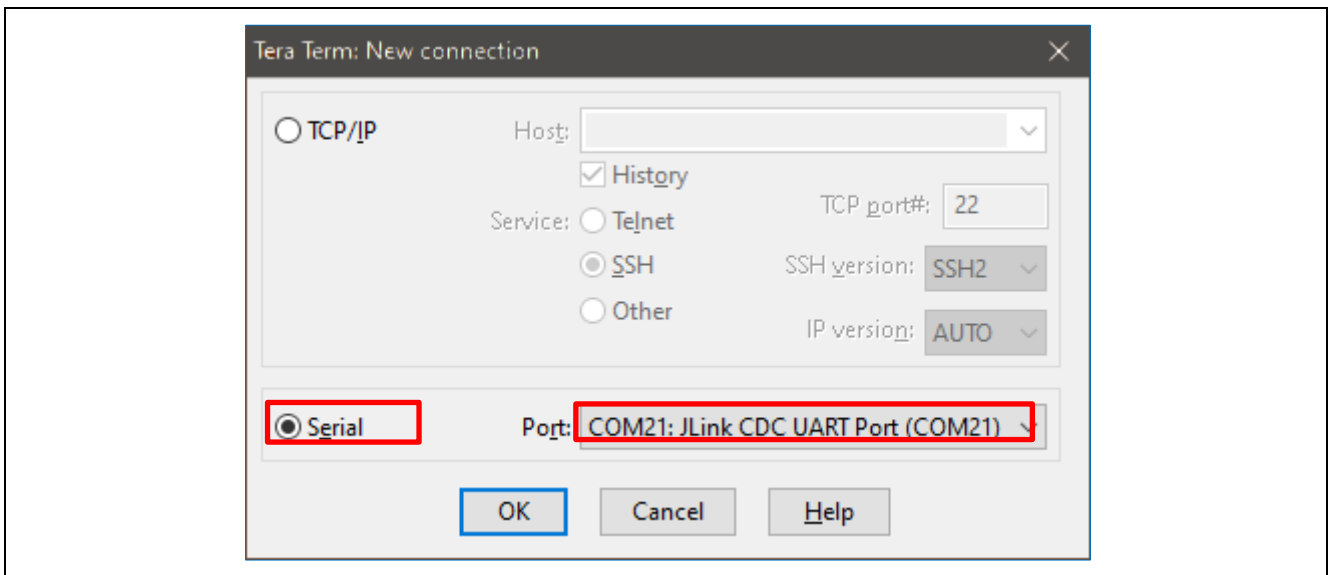 Tera Term: New connection
TCP/IP
Host:
History
TCP port#: 22
Service:
Telnet
SSH
SSH version: SSH2
Other
IP version: AUTO
Serial
Port: COM21: JLink CDC UART Port (COM21)
OK
Cancel
Help